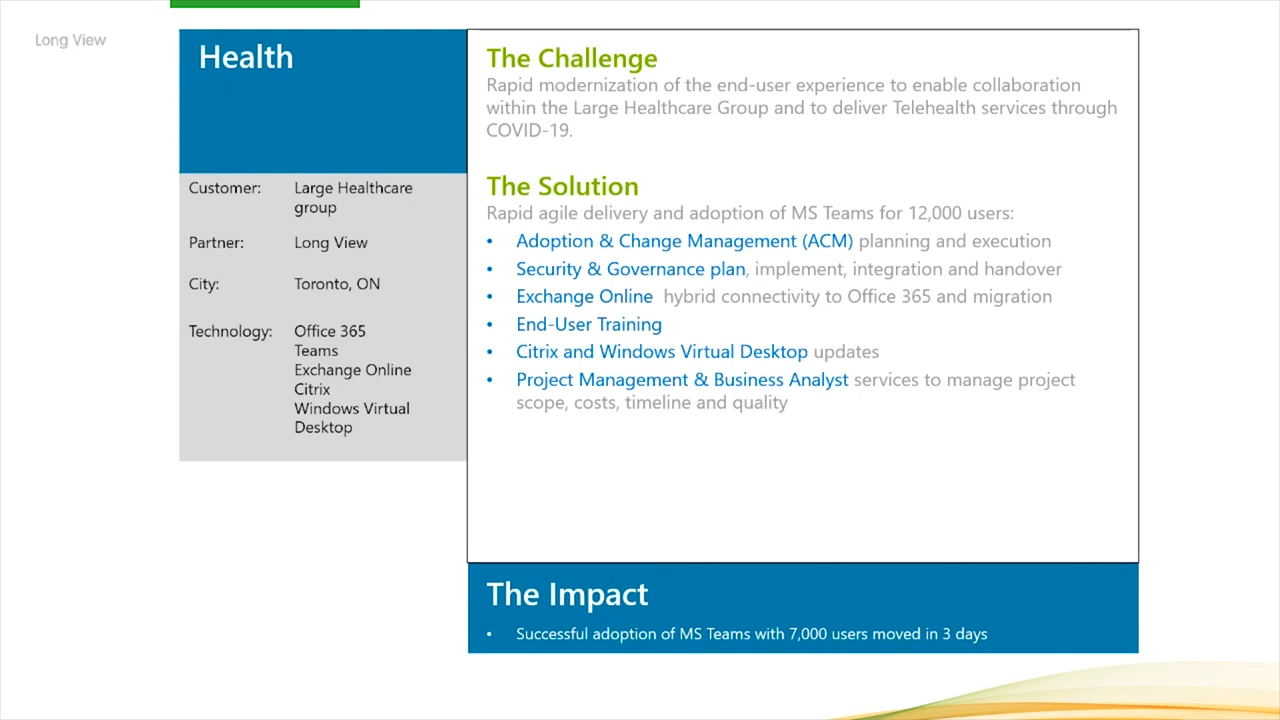 Long View
Health
Customer: Large Healthcare
group
Partner: Long View
City: Toronto, ON
Technology: Office 365
Teams
Exchange Online
Citrix
Windows Virtual
Desktop
The Challenge
Rapid modernization of the end-user experience to enable collaboration
within the Large Healthcare Group and to deliver Telehealth services through
COVID-19.
The Solution
Rapid agile delivery and adoption of MS Teams for 12,000 users:
• Adoption & Change Management (ACM) planning and execution
• Security & Governance plan, implement, integration and handover
• Exchange Online hybrid connectivity to Office 365 and migration
• End-User Training
• Citrix and Windows Virtual Desktop updates
• Project Management & Business Analyst services to manage project
scope, costs, timeline and quality
The Impact
• Successful adoption of MS Teams with 7,000 users moved in 3 days